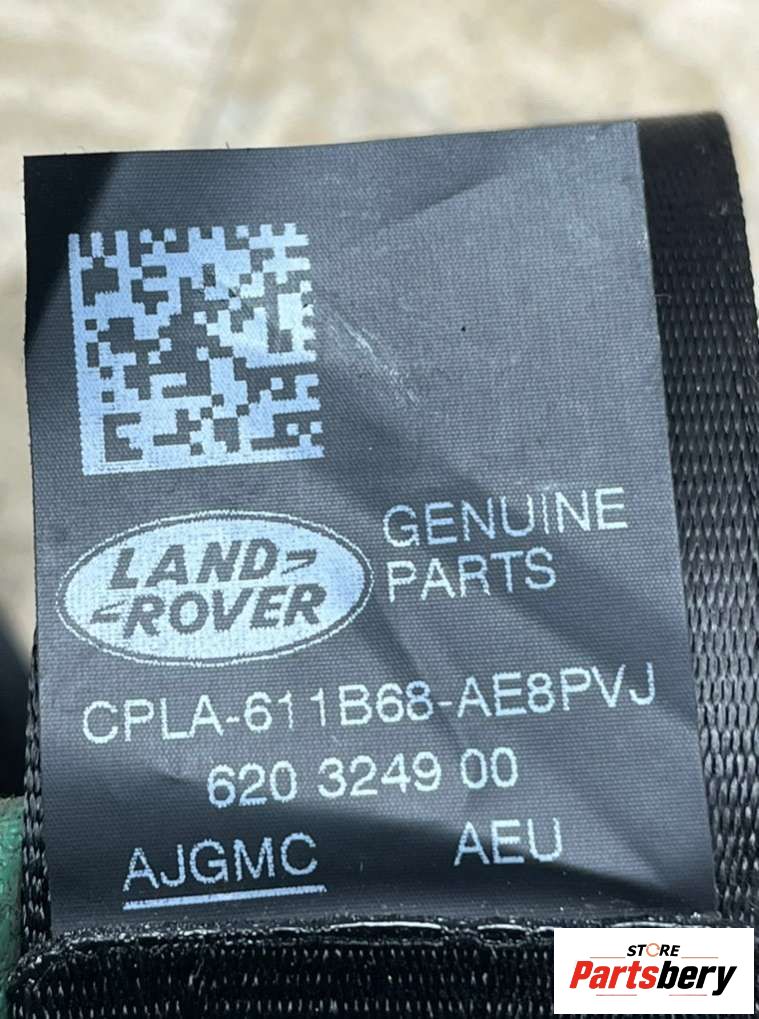 GENUINE
PARTS
LAND
ROVER
CPLA-611B68-AE8PVJ
620 3249 00
AJGMC AEU
STORE
Partsbery